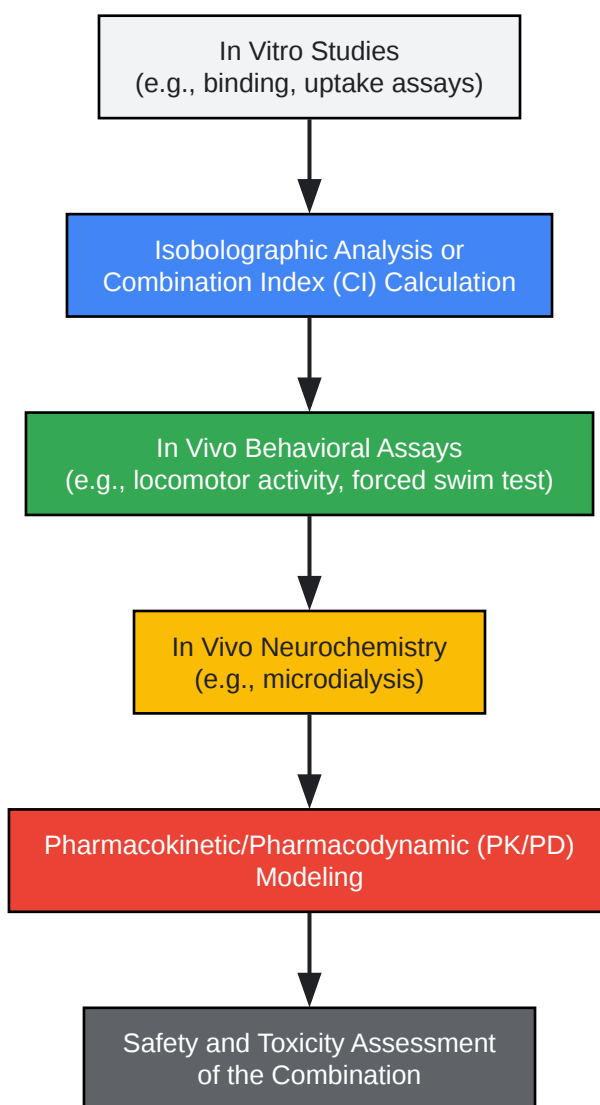 In Vitro Studies
(e.g., binding, uptake assays)
Isobolographic Analysis or
Combination Index (CI) Calculation
In Vivo Behavioral Assays
(e.g., locomotor activity, forced swim test)
In Vivo Neurochemistry
(e.g., microdialysis)
Pharmacokinetic/Pharmacodynamic (PK/PD)
Modeling
Safety and Toxicity Assessment
of the Combination